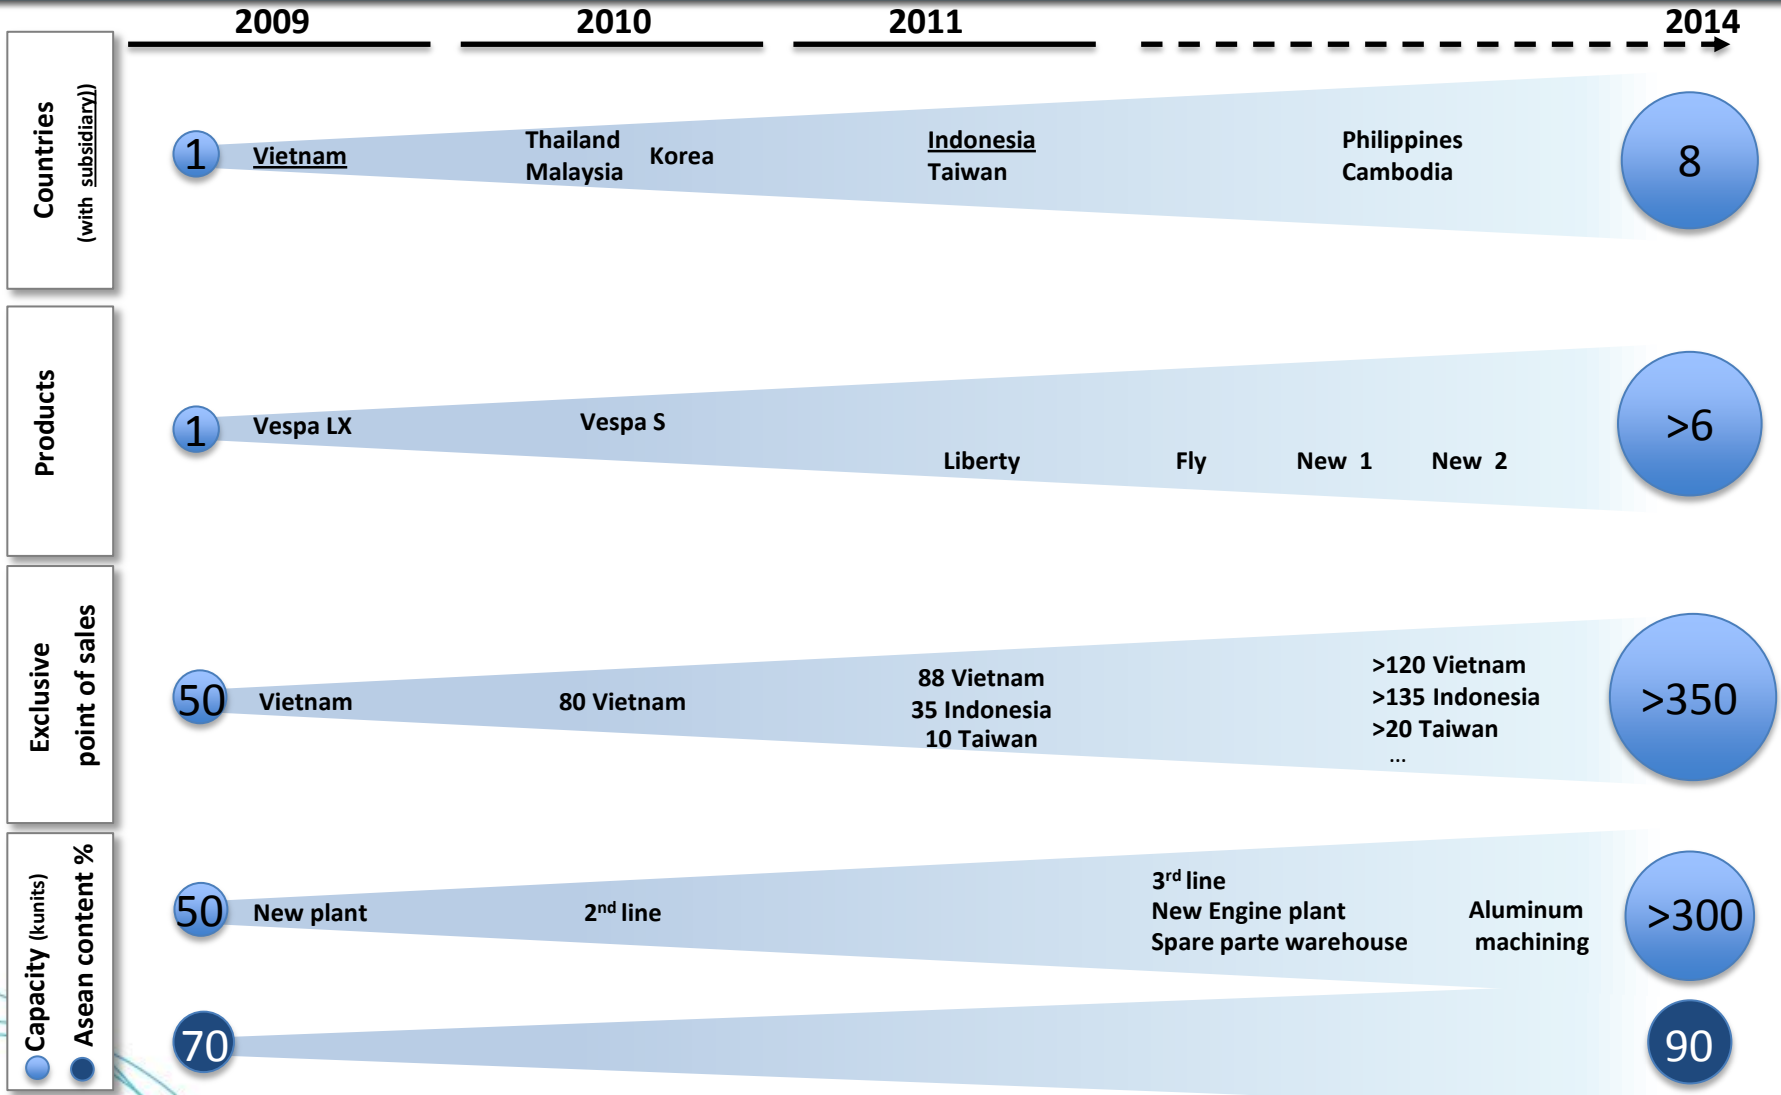 2009
2010
2011
2014
Countries
(with subsidiary))
1
Vietnam
Thailand
Malaysia
Korea
Indonesia
Taiwan
Philippines
Cambodia
8
Products
1
Vespa LX
Vespa S
Liberty
Fly
New 1
New 2
>6
Exclusive
point of sales
50
Vietnam
80 Vietnam
88 Vietnam
35 Indonesia
10 Taiwan
>120 Vietnam
>135 Indonesia
>20 Taiwan
...
>350
Capacity (kunits)
Asean content %
50
New plant
2nd line
3rd line
New Engine plant
Spare parte warehouse
Aluminum
machining
>300
70
90